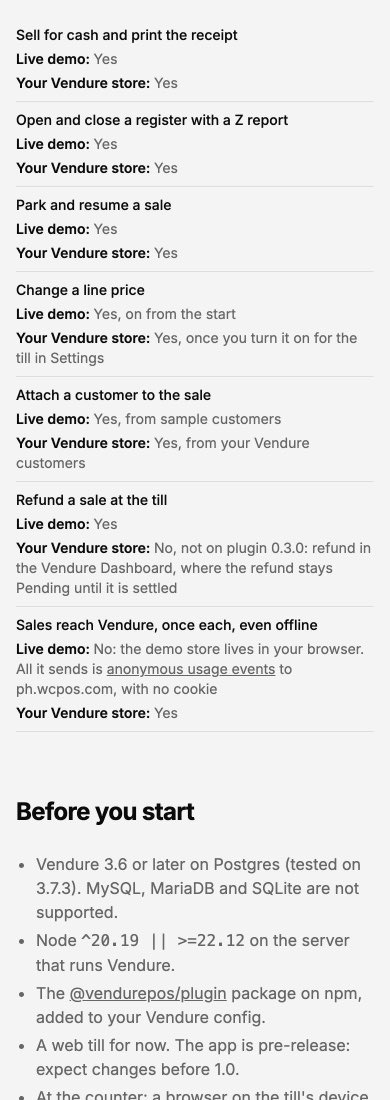 Sell for cash and print the receipt
Live demo: Yes
Your Vendure store: Yes
Open and close a register with a Z report
Live demo: Yes
Your Vendure store: Yes
Park and resume a sale
Live demo: Yes
Your Vendure store: Yes
Change a line price
Live demo: Yes, on from the start
Your Vendure store: Yes, once you turn it on for the
till in Settings
Attach a customer to the sale
Live demo: Yes, from sample customers
Your Vendure store: Yes, from your Vendure
customers
Refund a sale at the till
Live demo: Yes
Your Vendure store: No, not on plugin 0.3.0: refund in
the Vendure Dashboard, where the refund stays
Pending until it is settled
Sales reach Vendure, once each, even offline
Live demo: No: the demo store lives in your browser.
All it sends is anonymous usage events to
ph.wcpos.com, with no cookie
Your Vendure store: Yes
Before you start
• Vendure 3.6 or later on Postgres (tested on
3.7.3). MySQL, MariaDB and SQLite are not
supported.
• Node ^20.19 || >=22.12 on the server
that runs Vendure.
• The @vendurepos/plugin package on npm,
added to your Vendure config.
• A web till for now. The app is pre-release:
expect changes before 1.0.
• At the counter: a browser on the till's device